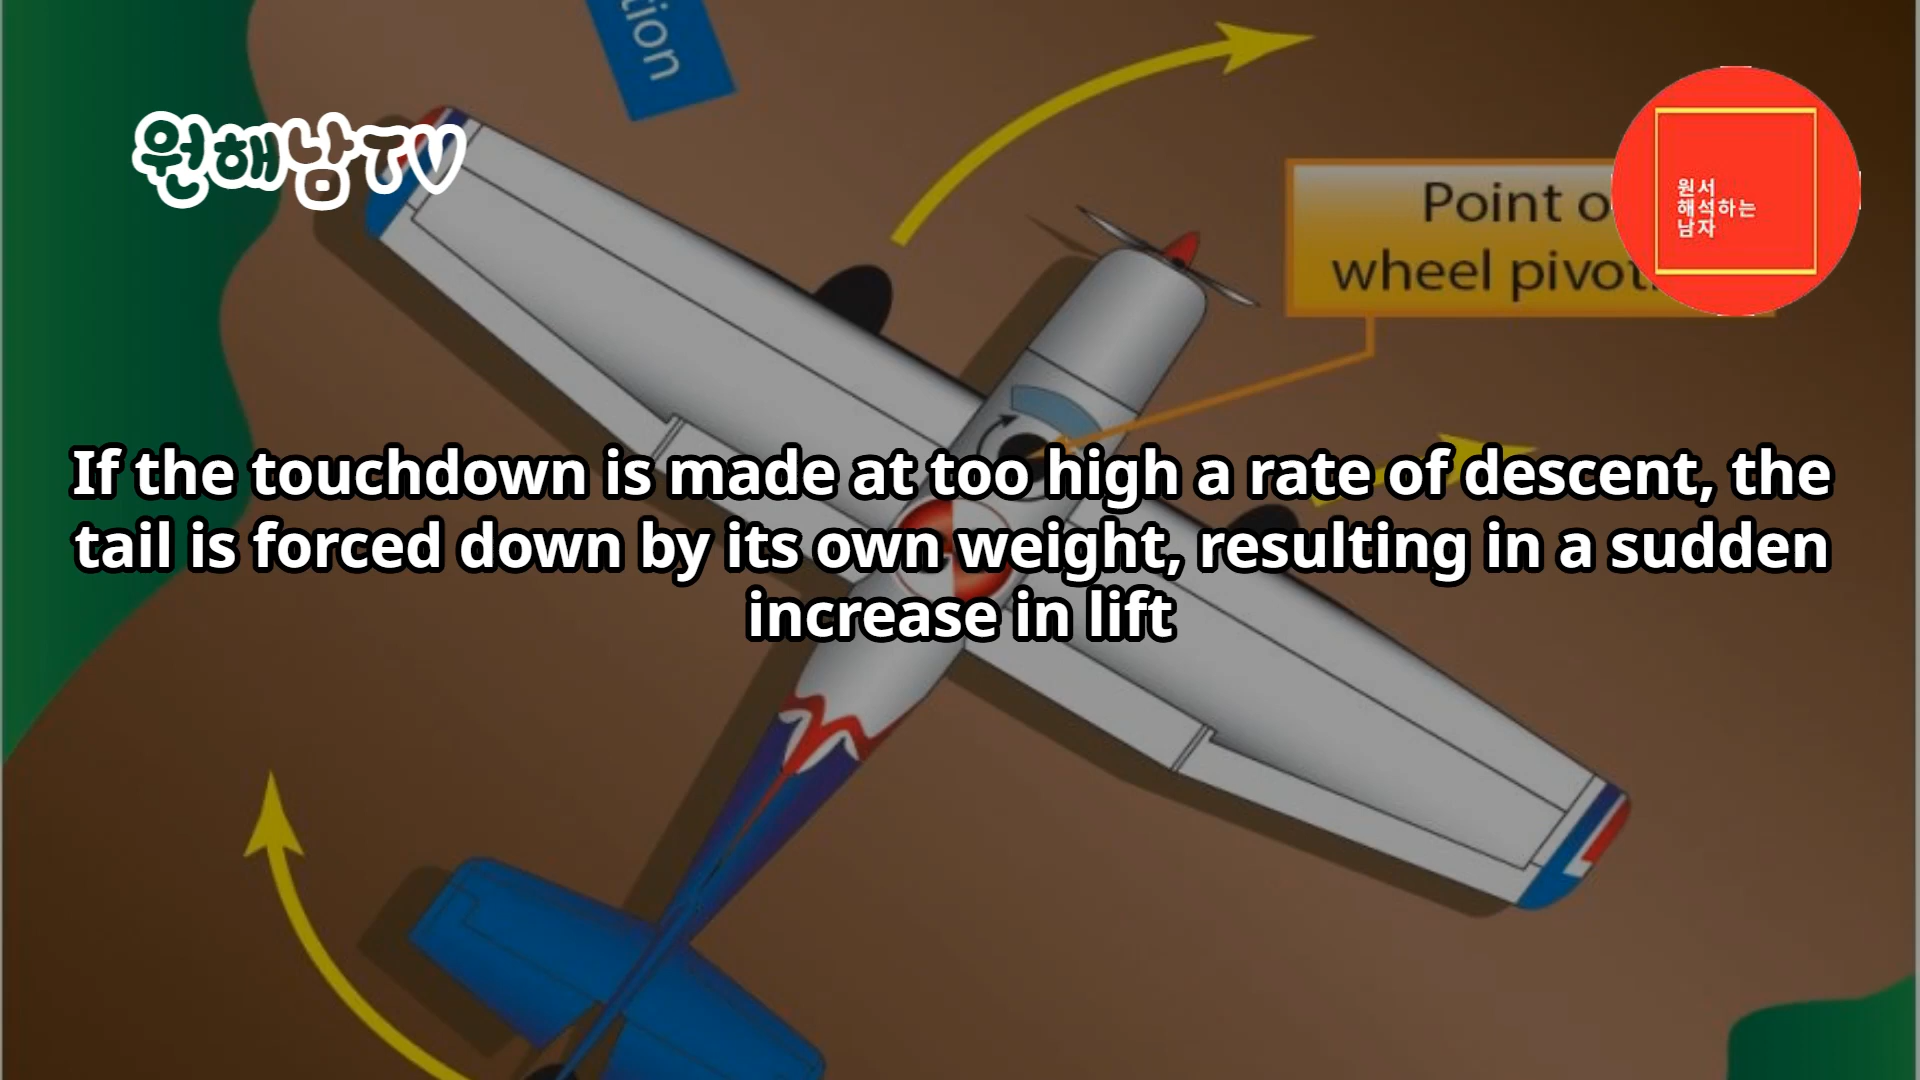 tion
원해남TV
Point o
wheel pivot
원서
해석하는
남자
If the touchdown is made at too high a rate of descent, the
tail is forced down by its own weight, resulting in a sudden
increase in lift